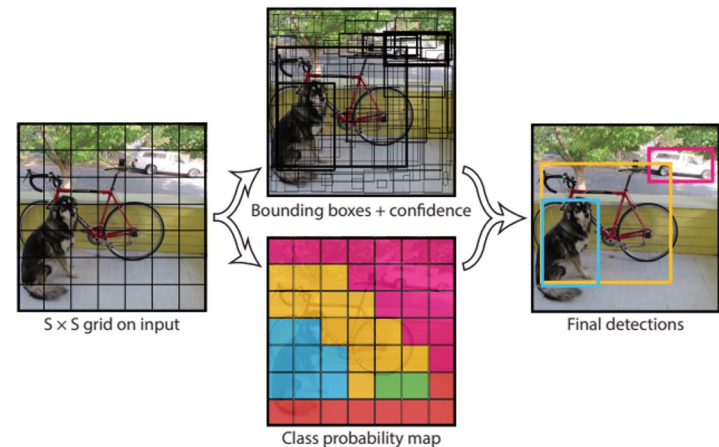 Bounding boxes + confidence
S × S grid on input
Final detections
Class probability map